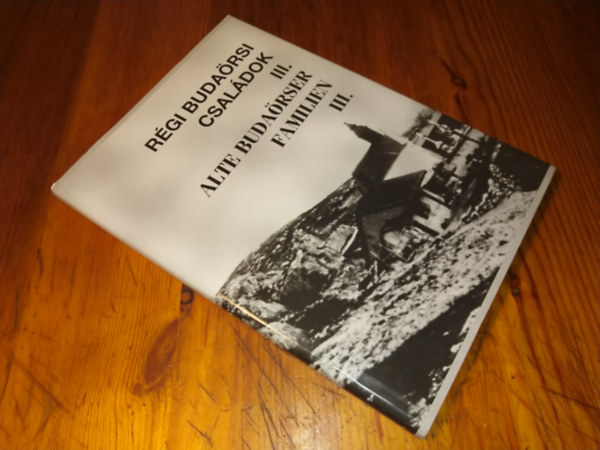 RÉGI BUDAÖRSI
CSALÁDOK
III.
ALTE BUDAÖRSER
FAMILIEN
III.